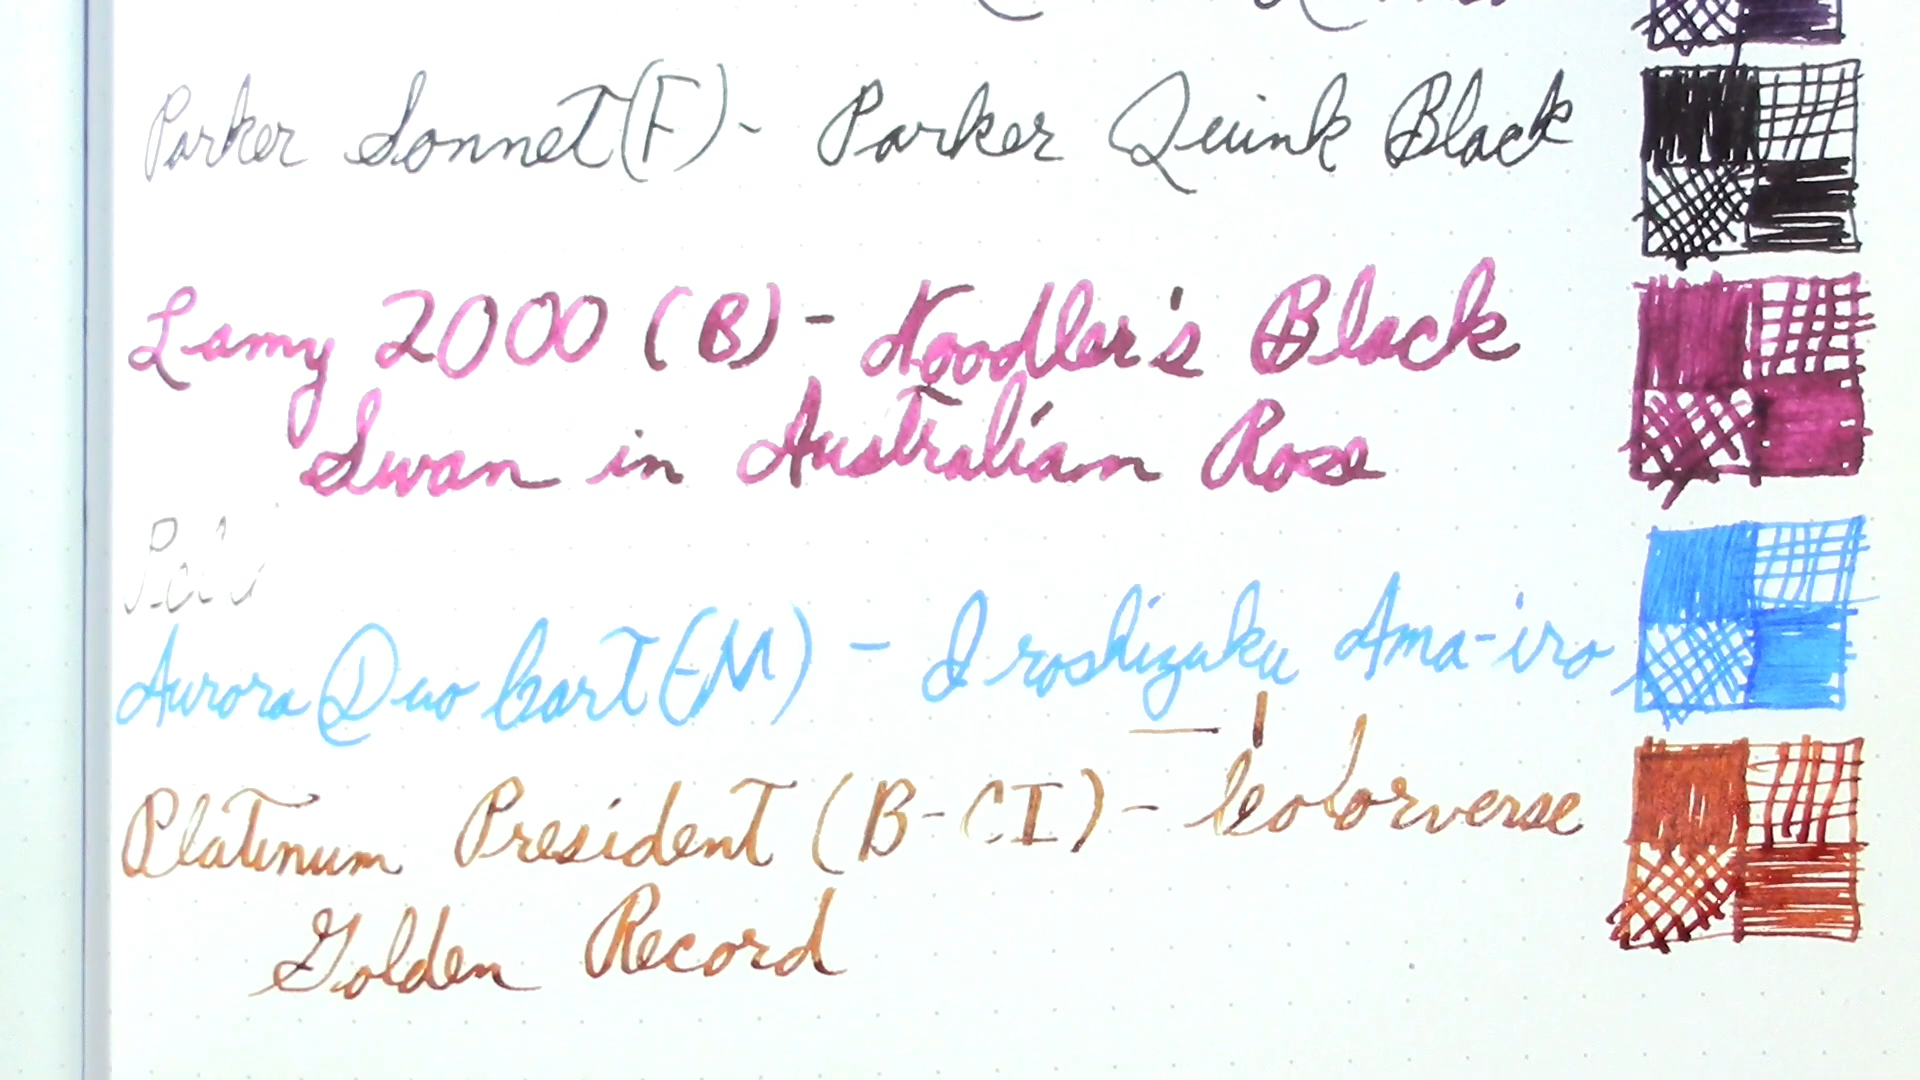 Parker Sonnet (F) - Parker Quink Black
Lamy 2000 (B) - Noodler's Black
Swan in Australian Rose
Aurora Duo Cart (M) - Iroshizuku Ama-iro
Platinum President (B-CI) - Colorverse
Golden Record